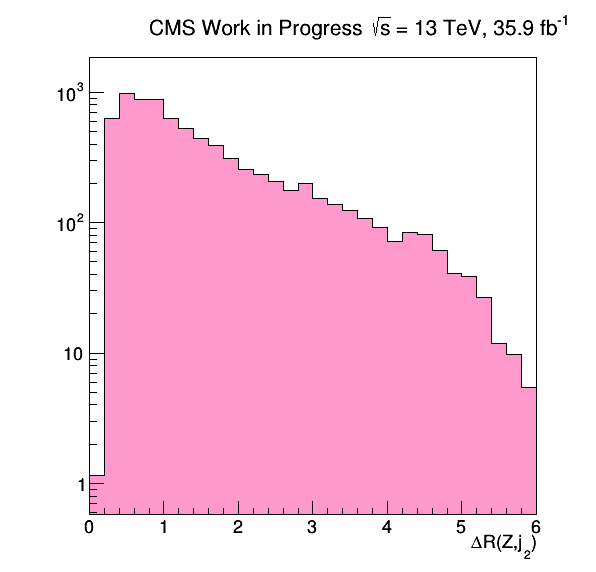 CMS Work in Progress √s = 13 TeV, 35.9 fb⁻¹
10³
10²
10
1
0 1 2 3 4 5 6
ΔR(Z,j₂)